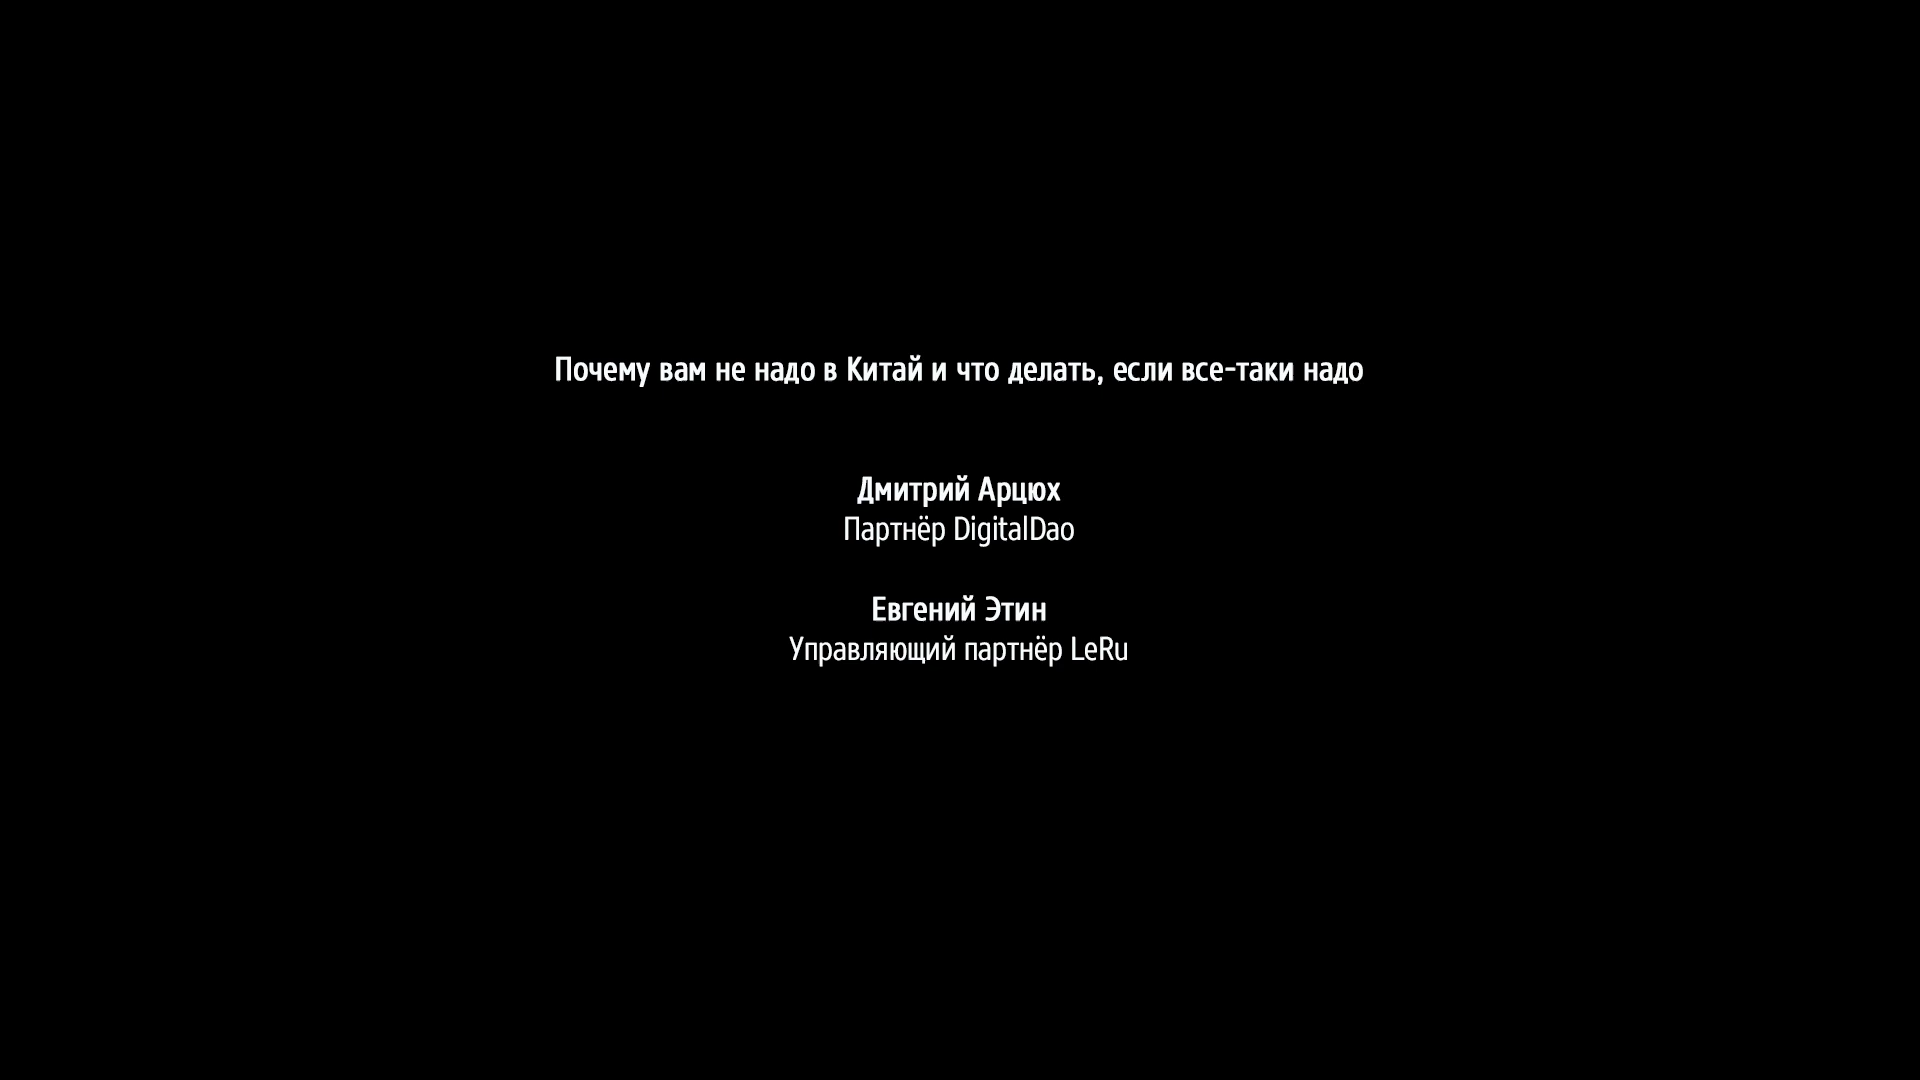 Почему вам не надо в Китай и что делать, если все-таки надо
Дмитрий Арцюх
Партнёр DigitalDao
Евгений Этин
Управляющий партнёр LeRu